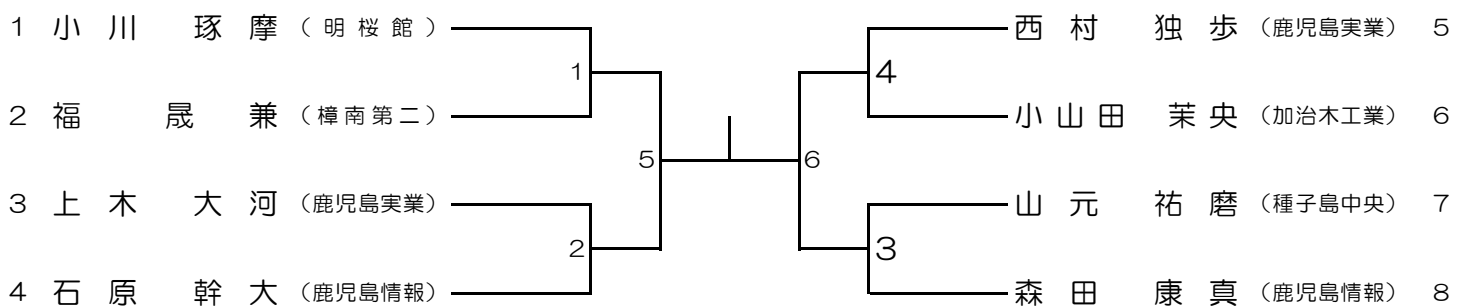 1 小川 琢摩 （明桜館）
2 福 晟兼 （樟南第二）
3 上木 大河 （鹿児島実業）
4 石原 幹大 （鹿児島情報）
1
2
5
6
4
3
西村 独歩 （鹿児島実業） 5
小山田 茉央 （加治木工業） 6
山元 祐磨 （種子島中央） 7
森田 康真 （鹿児島情報） 8